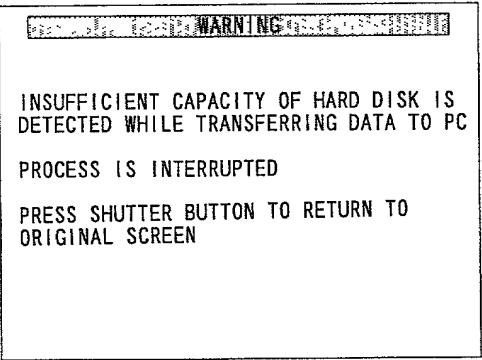 WARNING
INSUFFICIENT CAPACITY OF HARD DISK IS
DETECTED WHILE TRANSFERRING DATA TO PC
PROCESS IS INTERRUPTED
PRESS SHUTTER BUTTON TO RETURN TO
ORIGINAL SCREEN